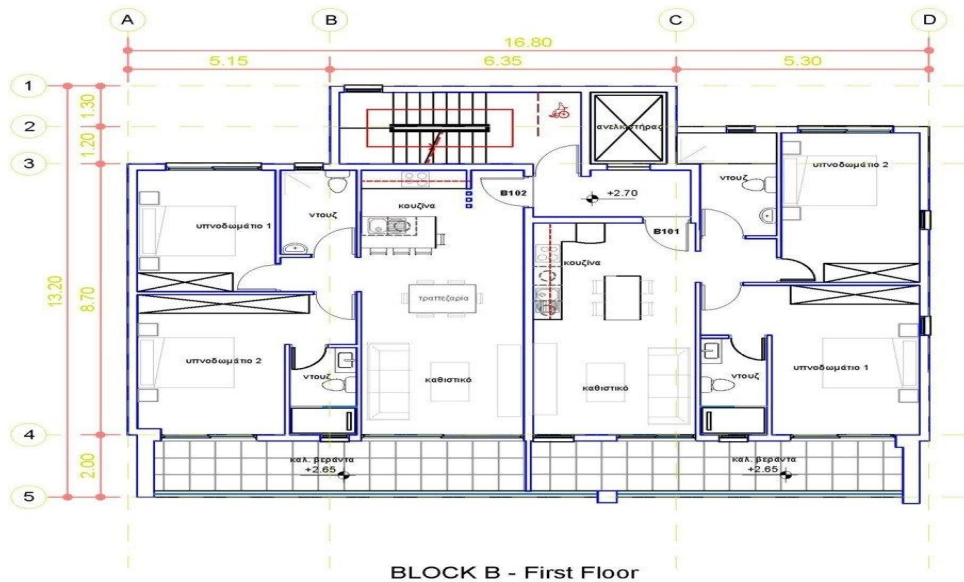 A B C D
16.80
5.15 6.35 5.30
1
2
3
4
5
1.30
1.20
13.20
8.70
2.00
ανελκυστήρας
υπνοδωμάτιο 2
ντουζ
κουζίνα
B102
+2.70
ντουζ
υπνοδωμάτιο 1
B101
κουζίνα
τραπεζαρία
υπνοδωμάτιο 2
ντουζ
καθιστικό
καθιστικό
ντουζ
υπνοδωμάτιο 1
καλ. βεράντα
+2.65
καλ. βεράντα
+2.65
BLOCK B - First Floor